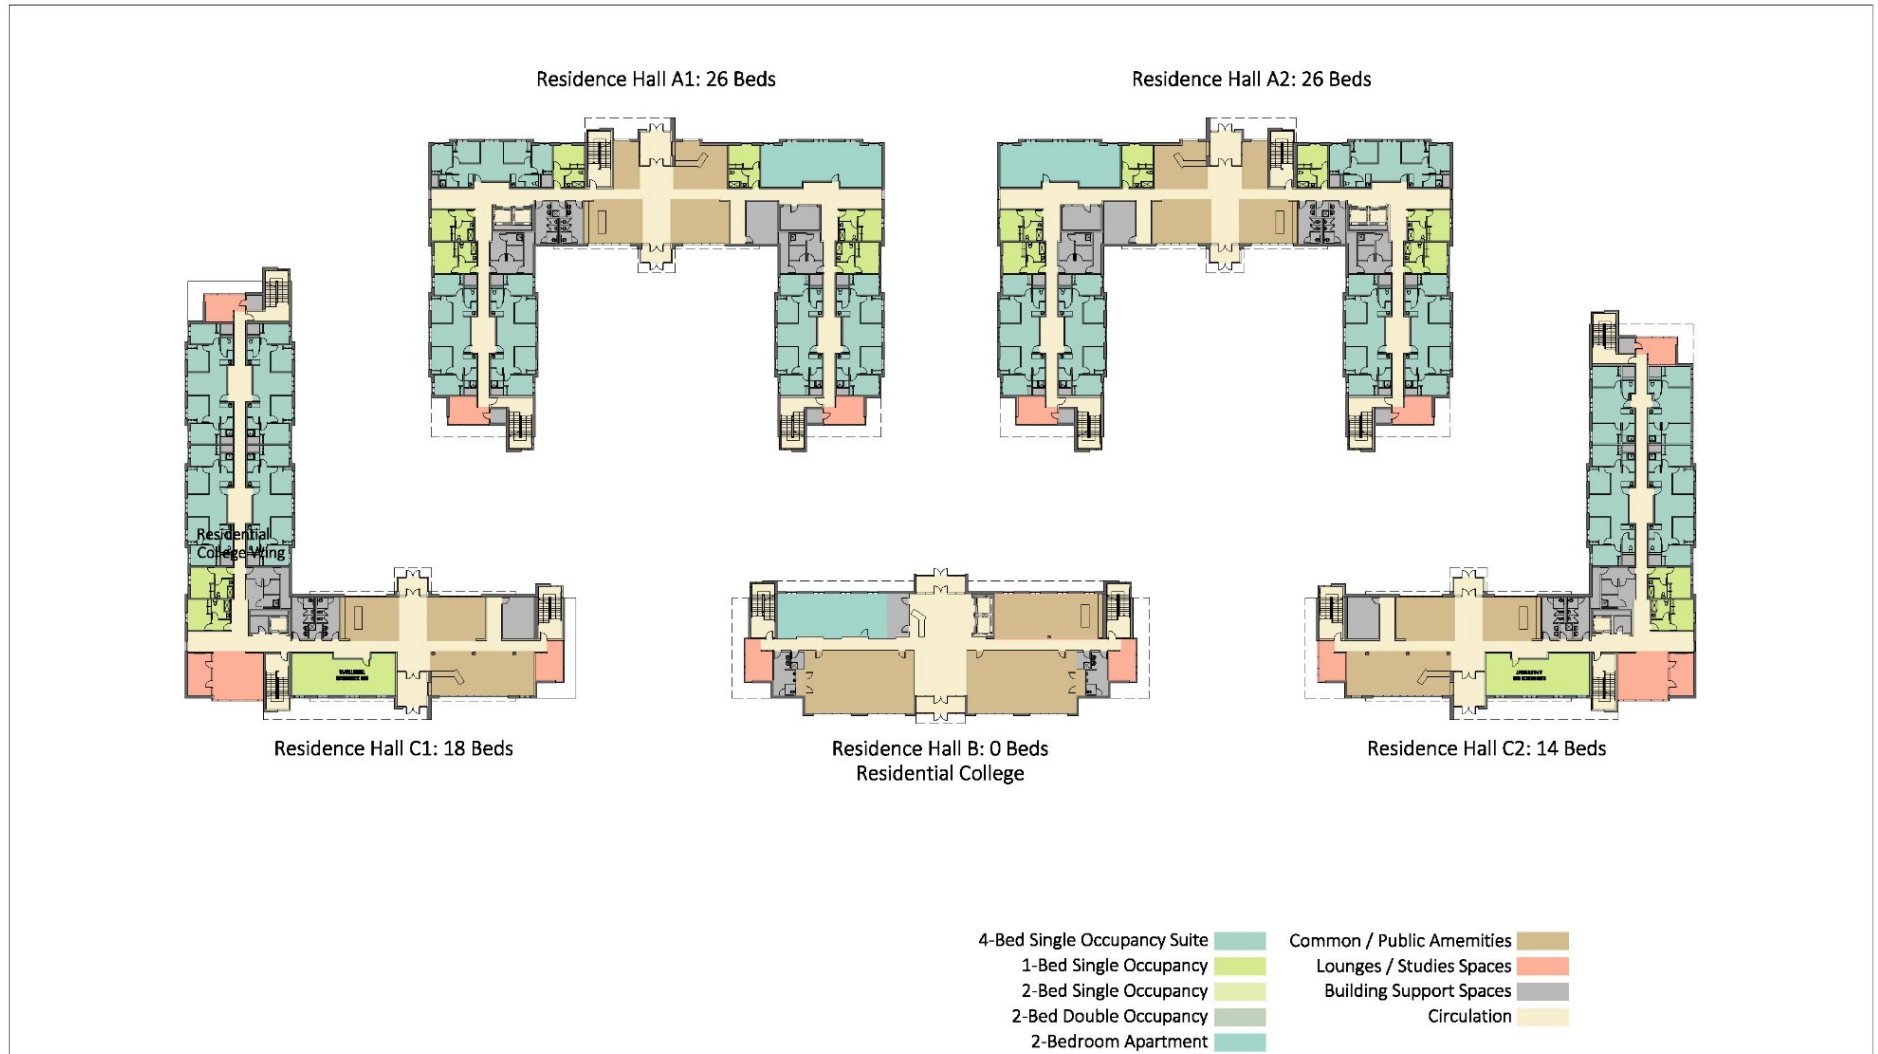 Residence Hall A1: 26 Beds
Residence Hall A2: 26 Beds
Residential
College Wing
Residence Hall C1: 18 Beds
Residence Hall B: 0 Beds
Residential College
Residence Hall C2: 14 Beds
4-Bed Single Occupancy Suite
1-Bed Single Occupancy
2-Bed Single Occupancy
2-Bed Double Occupancy
2-Bedroom Apartment
Common / Public Amemities
Lounges / Studies Spaces
Building Support Spaces
Circulation